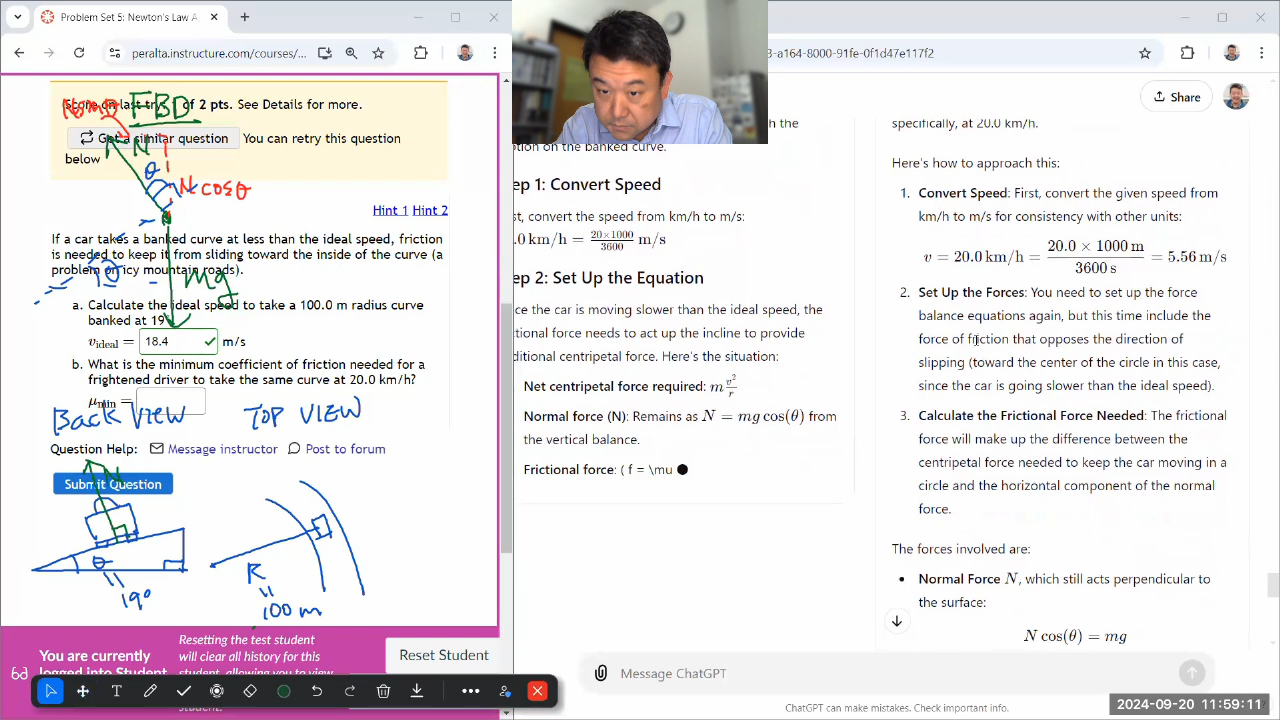 Problem Set 5: Newton's Law A
peralta.instructure.com/courses/...
3-a164-8000-91fe-0f1d47e117f2
FBD
of 2 pts. See Details for more.
Get a similar question
You can retry this question
below
N
θ
N cosθ
Hint 1 Hint 2
If a car takes a banked curve at less than the ideal speed, friction
is needed to keep it from sliding toward the inside of the curve (a
problem on icy mountain roads).
mg
a. Calculate the ideal speed to take a 100.0 m radius curve
banked at 19
v_ideal = 18.4 m/s
b. What is the minimum coefficient of friction needed for a
frightened driver to take the same curve at 20.0 km/h?
μ_min =
Back VIEW TOP VIEW
Question Help: Message instructor Post to forum
Submit Question
N
θ
19°
R
100 m
You are currently
logged into Student
Resetting the test student
will clear all history for this
student, allowing you to view
Reset Student
the
otion on the banked curve.
ep 1: Convert Speed
st, convert the speed from km/h to m/s:
.0 km/h = 20×1000/3600 m/s
ep 2: Set Up the Equation
ce the car is moving slower than the ideal speed, the
tional force needs to act up the incline to provide
ditional centripetal force. Here's the situation:
Net centripetal force required: m v²/r
Normal force (N): Remains as N = mg cos(θ) from
the vertical balance.
Frictional force: ( f = \mu
Share
specifically, at 20.0 km/h.
Here's how to approach this:
1. Convert Speed: First, convert the given speed from
km/h to m/s for consistency with other units:
v = 20.0 km/h = 20.0 × 1000 m / 3600 s = 5.56 m/s
2. Set Up the Forces: You need to set up the force
balance equations again, but this time include the
force of friction that opposes the direction of
slipping (toward the center of the circle in this case,
since the car is going slower than the ideal speed).
3. Calculate the Frictional Force Needed: The frictional
force will make up the difference between the
centripetal force needed to keep the car moving in a
circle and the horizontal component of the normal
force.
The forces involved are:
• Normal Force N, which still acts perpendicular to
the surface:
N cos(θ) = mg
Message ChatGPT
ChatGPT can make mistakes. Check important info.
2024-09-20 11:59:11